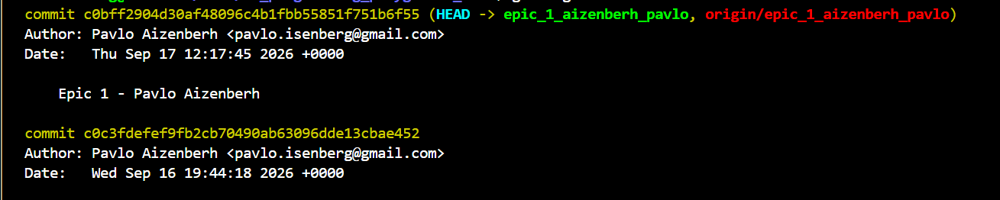 commit c0bff2904d30af48096c4b1fbb55851f751b6f55 (HEAD -> epic_1_aizenberh_pavlo, origin/epic_1_aizenberh_pavlo)
Author: Pavlo Aizenberh <pavlo.isenberg@gmail.com>
Date:   Thu Sep 17 12:17:45 2026 +0000
Epic 1 - Pavlo Aizenberh
commit c0c3fdefef9fb2cb70490ab63096dde13cbae452
Author: Pavlo Aizenberh <pavlo.isenberg@gmail.com>
Date:   Wed Sep 16 19:44:18 2026 +0000